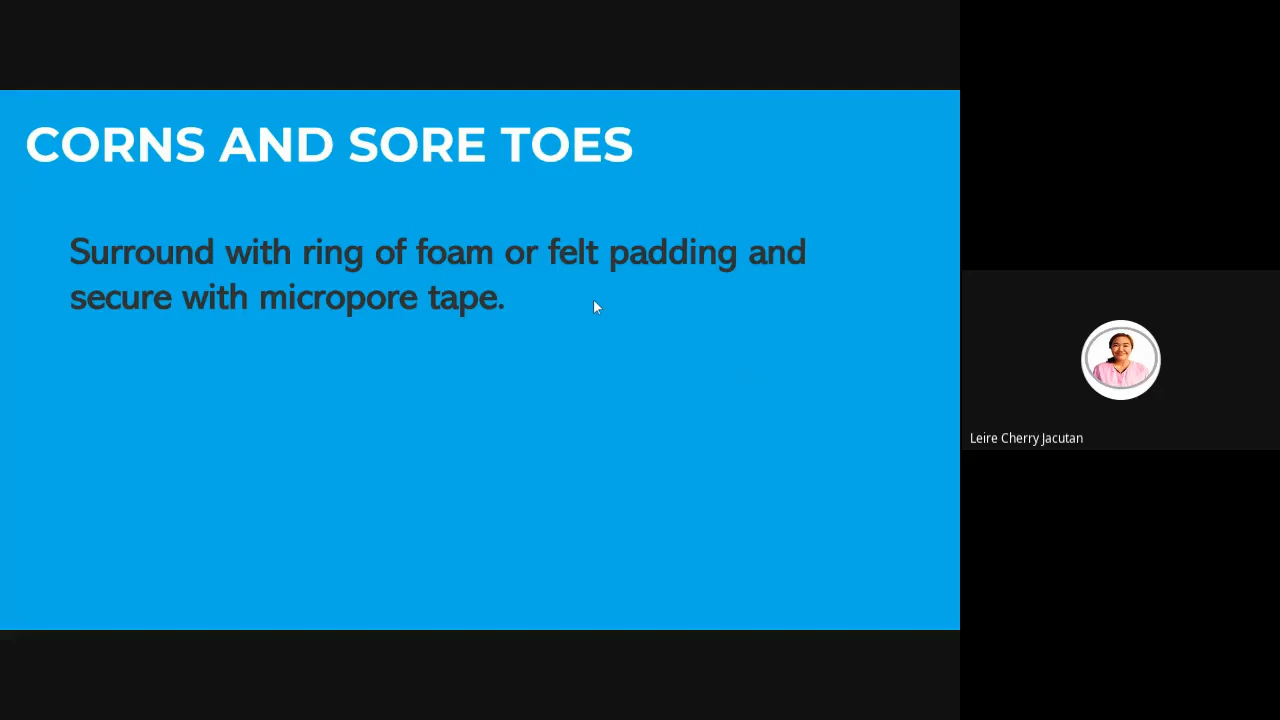 CORNS AND SORE TOES
Surround with ring of foam or felt padding and
secure with micropore tape.
Leire Cherry Jacutan